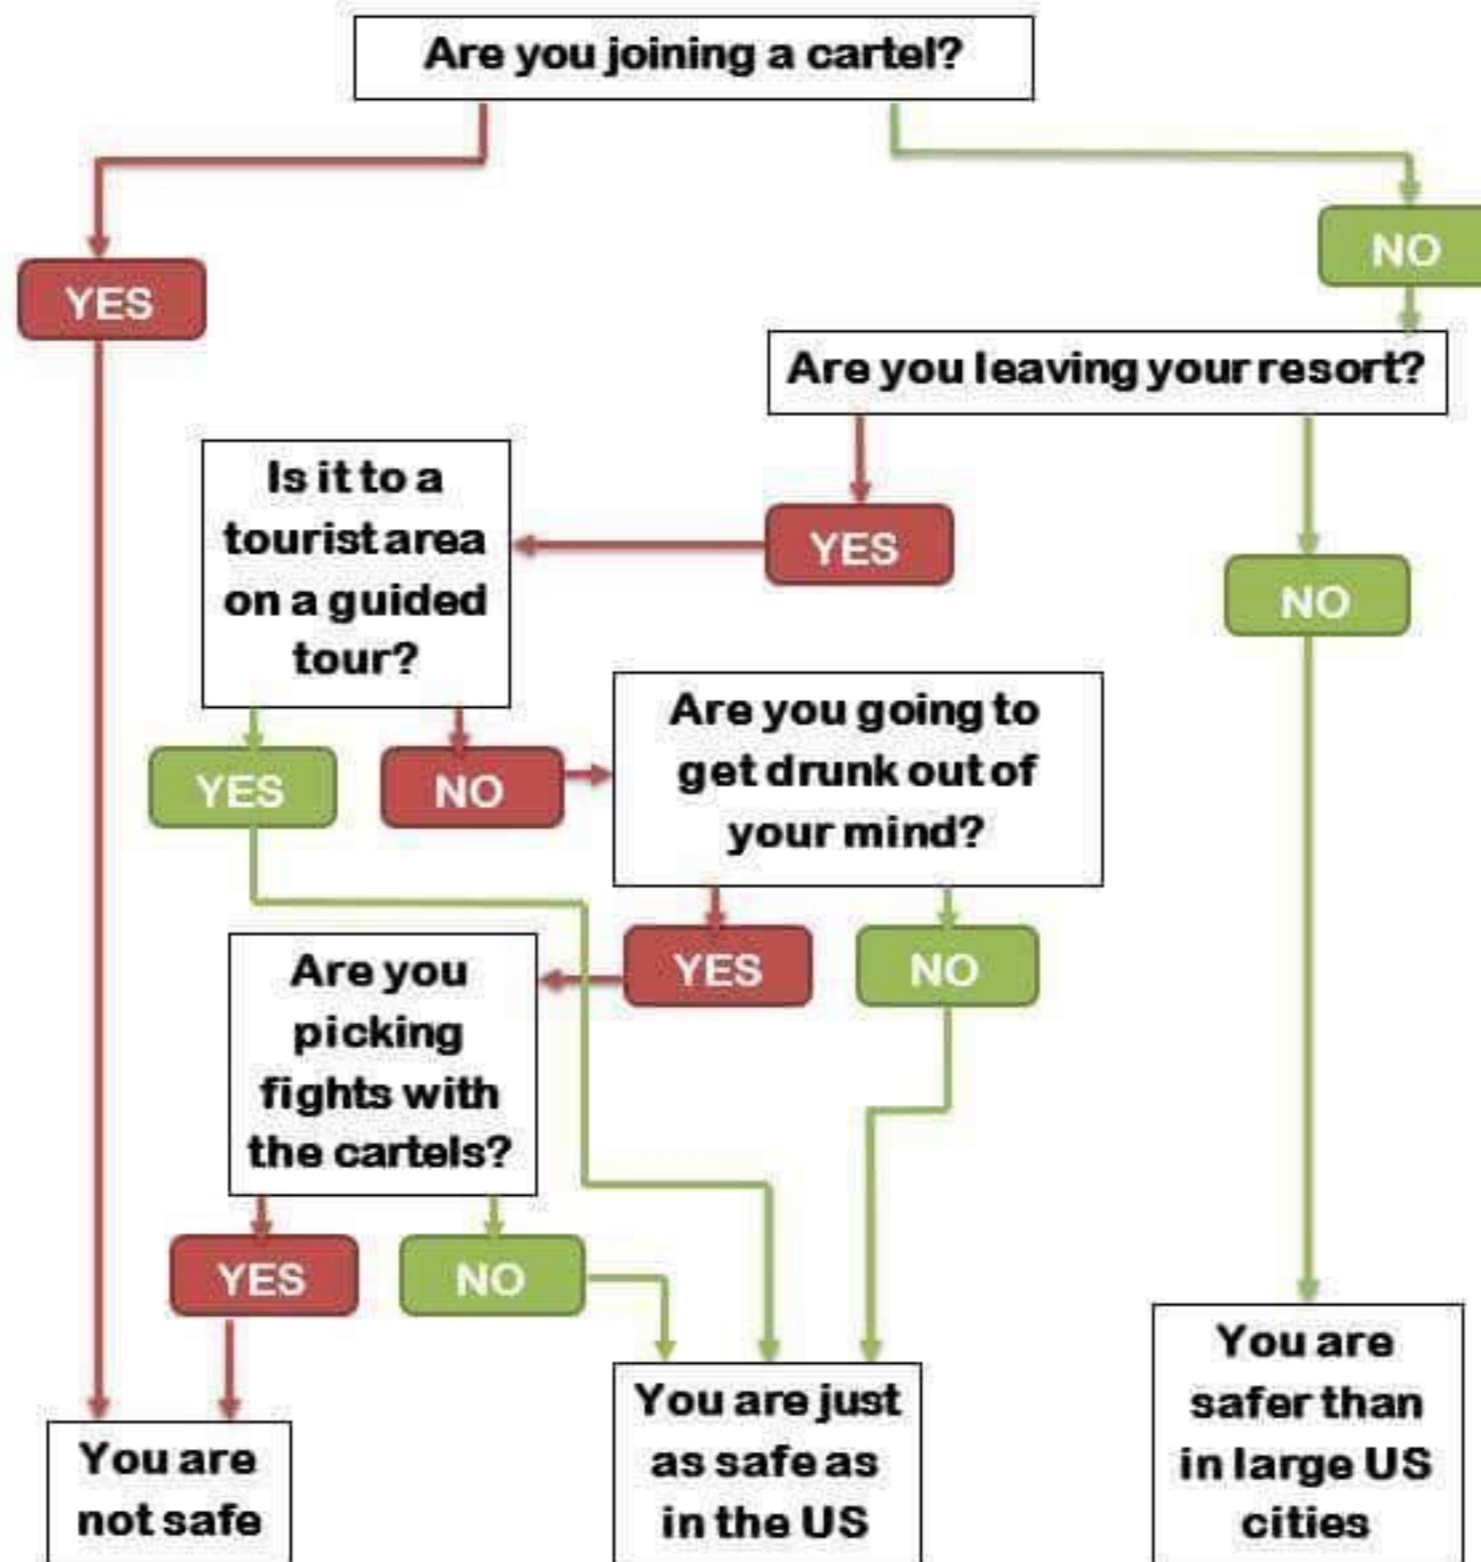 Are you joining a cartel?
NO
YES
Are you leaving your resort?
Is it to a
tourist area
on a guided
tour?
YES
NO
YES
NO
Are you going to
get drunk out of
your mind?
YES
NO
Are you
picking
fights with
the cartels?
YES
NO
You are
not safe
You are just
as safe as
in the US
You are
safer than
in large US
cities